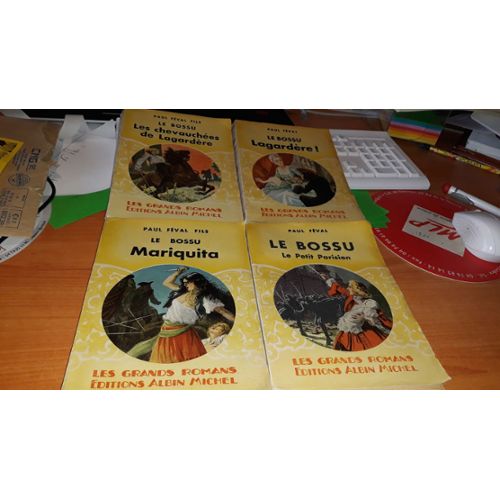 PAUL FÉVAL FILS
LE BOSSU
Les chevauchées
de Lagardère
LES GRANDS ROMANS
EDITIONS ALBIN MICHEL
PAUL FÉVAL
LE BOSSU
Lagardère !
LES GRANDS ROMANS
EDITIONS ALBIN MICHEL
PAUL FÉVAL FILS
LE BOSSU
Mariquita
LES GRANDS ROMANS
EDITIONS ALBIN MICHEL
PAUL FÉVAL
LE BOSSU
Le Petit Parisien
LES GRANDS ROMANS
EDITIONS ALBIN MICHEL